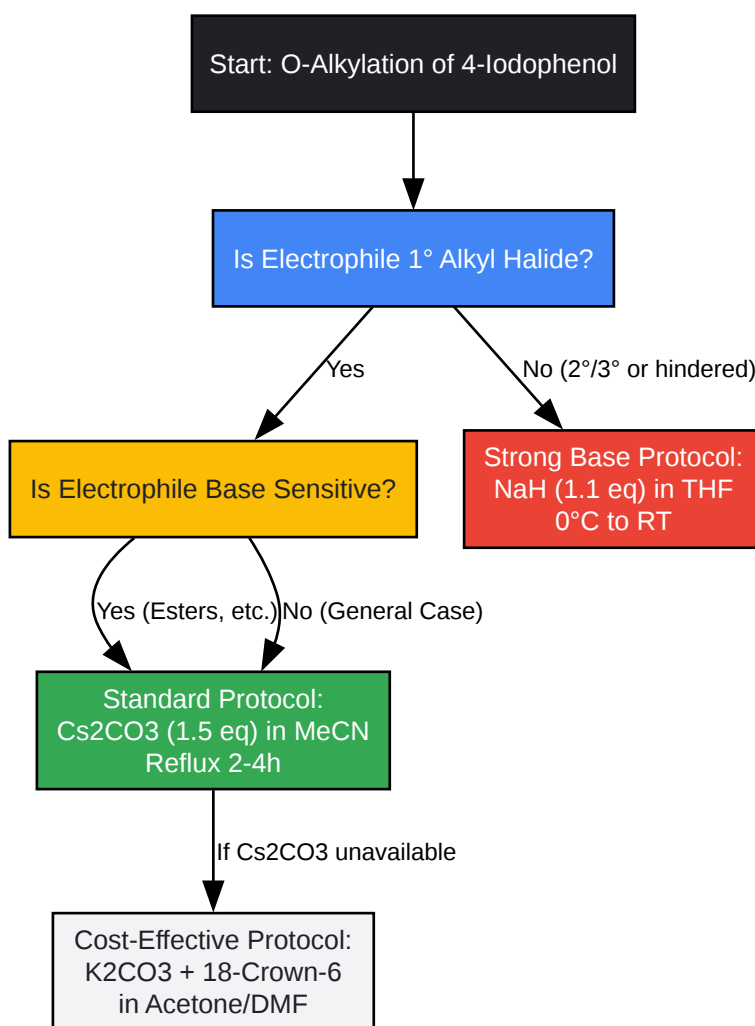 Start: O-Alkylation of 4-Iodophenol
Is Electrophile 1° Alkyl Halide?
Yes
No (2°/3° or hindered)
Is Electrophile Base Sensitive?
Strong Base Protocol:
NaH (1.1 eq) in THF
0°C to RT
Yes (Esters, etc.)
No (General Case)
Standard Protocol:
Cs2CO3 (1.5 eq) in MeCN
Reflux 2-4h
If Cs2CO3 unavailable
Cost-Effective Protocol:
K2CO3 + 18-Crown-6
in Acetone/DMF